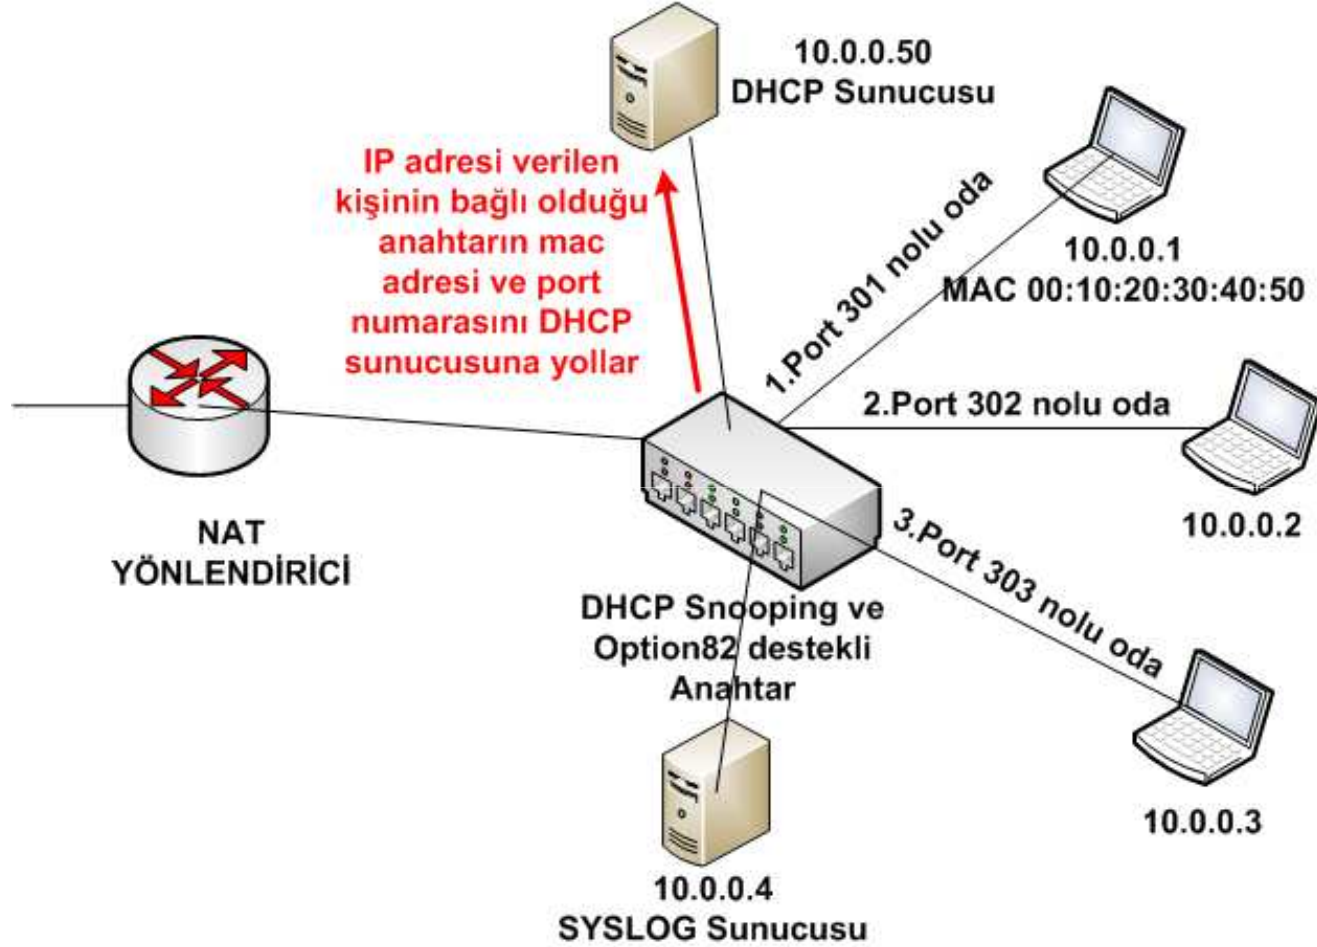 10.0.0.50
DHCP Sunucusu
IP adresi verilen
kişinin bağlı olduğu
anahtarın mac
adresi ve port
numarasını DHCP
sunucusuna yollar
1.Port 301 nolu oda
10.0.0.1
MAC 00:10:20:30:40:50
2.Port 302 nolu oda
10.0.0.2
NAT
YÖNLENDİRİCİ
3.Port 303 nolu oda
DHCP Snooping ve
Option82 destekli
Anahtar
10.0.0.3
10.0.0.4
SYSLOG Sunucusu